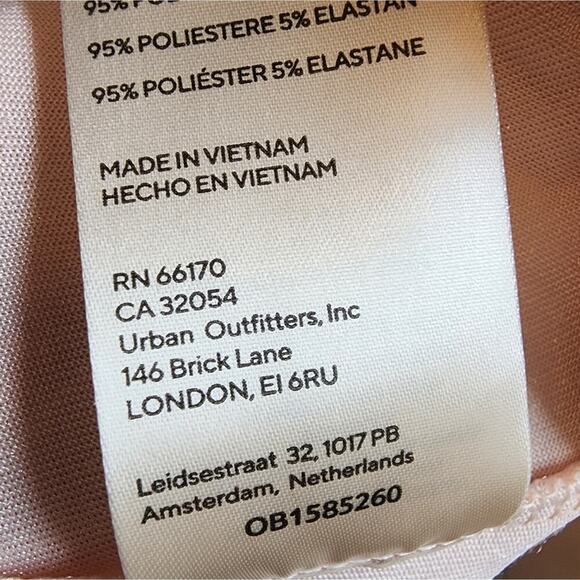 95% POLIESTERE 5% ELASTAN
95% POLIÉSTER 5% ELASTANE
MADE IN VIETNAM
HECHO EN VIETNAM
RN 66170
CA 32054
Urban Outfitters, Inc
146 Brick Lane
LONDON, EI 6RU
Leidsestraat 32, 1017 PB
Amsterdam, Netherlands
OB1585260